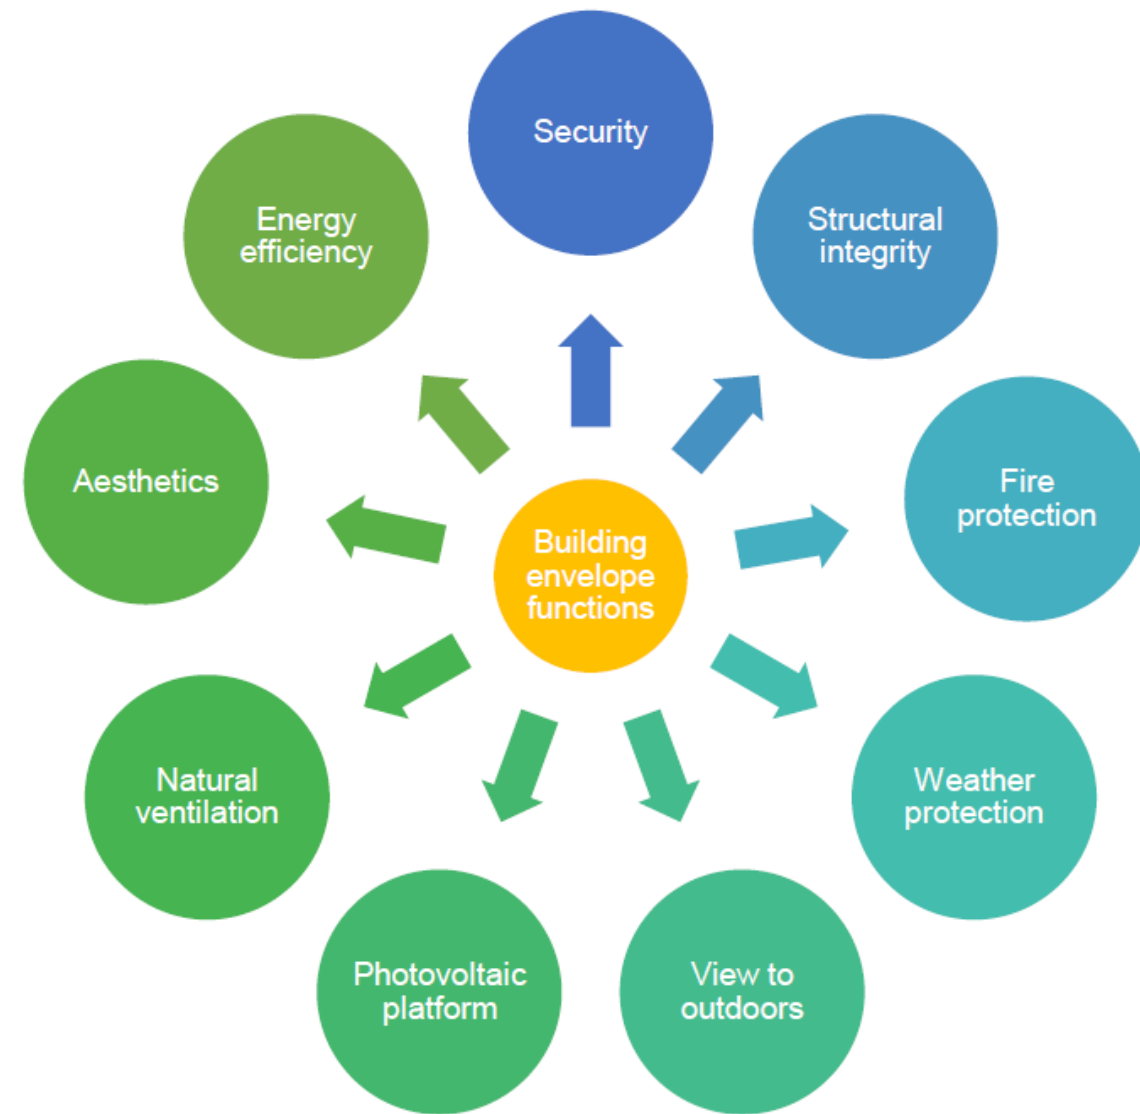 Security
Structural
integrity
Fire
protection
Weather
protection
View to
outdoors
Photovoltaic
platform
Natural
ventilation
Aesthetics
Energy
efficiency
Building
envelope
functions